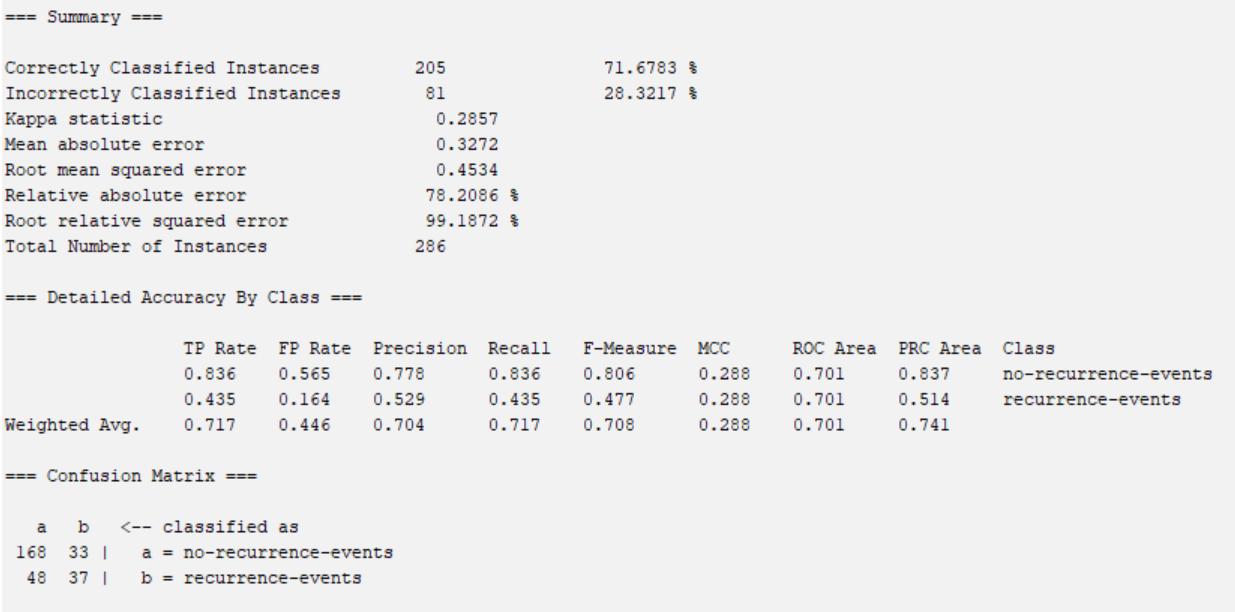 === Summary ===
Correctly Classified Instances 205 71.6783 %
Incorrectly Classified Instances 81 28.3217 %
Kappa statistic 0.2857
Mean absolute error 0.3272
Root mean squared error 0.4534
Relative absolute error 78.2086 %
Root relative squared error 99.1872 %
Total Number of Instances 286
=== Detailed Accuracy By Class ===
TP Rate FP Rate Precision Recall F-Measure MCC ROC Area PRC Area Class
0.836 0.565 0.778 0.836 0.806 0.288 0.701 0.837 no-recurrence-events
0.435 0.164 0.529 0.435 0.477 0.288 0.701 0.514 recurrence-events
Weighted Avg. 0.717 0.446 0.704 0.717 0.708 0.288 0.701 0.741
=== Confusion Matrix ===
a b <-- classified as
168 33 | a = no-recurrence-events
48 37 | b = recurrence-events